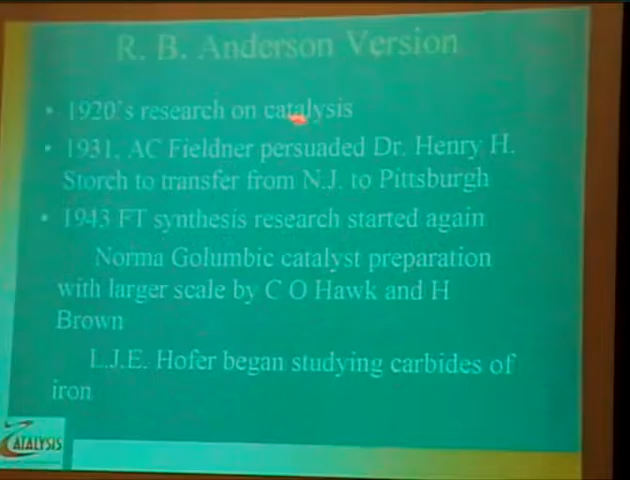 R. B. Anderson Version
• 1920's research on catalysis
• 1931, AC Fieldner persuaded Dr. Henry H.
Storch to transfer from N.J. to Pittsburgh
• 1943 FT synthesis research started again
Norma Golumbic catalyst preparation
with larger scale by C O Hawk and H
Brown
L.J.E. Hofer began studying carbides of
iron
CATALYSIS